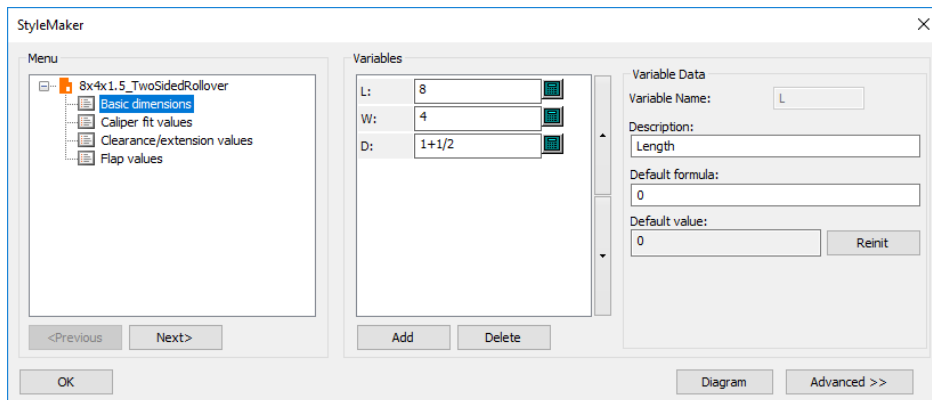 StyleMaker
Menu
8x4x1.5_TwoSidedRollover
Basic dimensions
Caliper fit values
Clearance/extension values
Flap values
<Previous
Next>
Variables
L: 8
W: 4
D: 1+1/2
Add
Delete
Variable Data
Variable Name: L
Description:
Length
Default formula:
0
Default value:
0
Reinit
OK
Diagram
Advanced >>